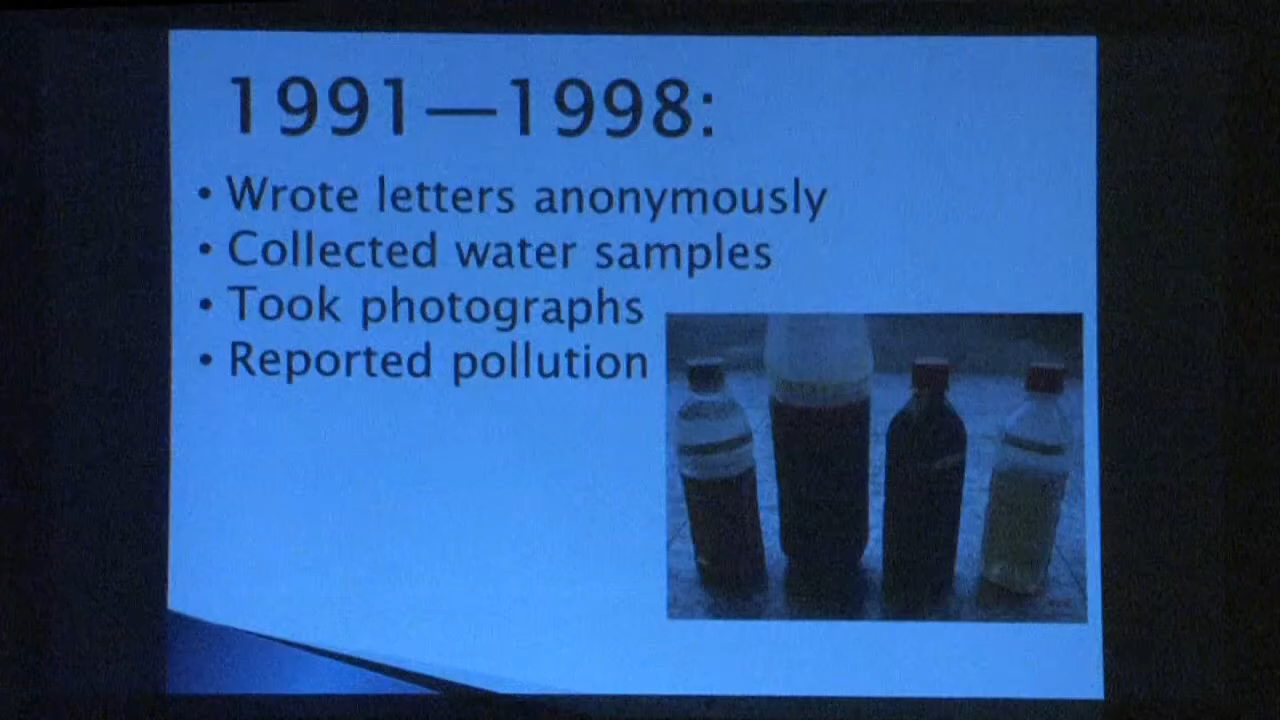 1991—1998:
• Wrote letters anonymously
• Collected water samples
• Took photographs
• Reported pollution